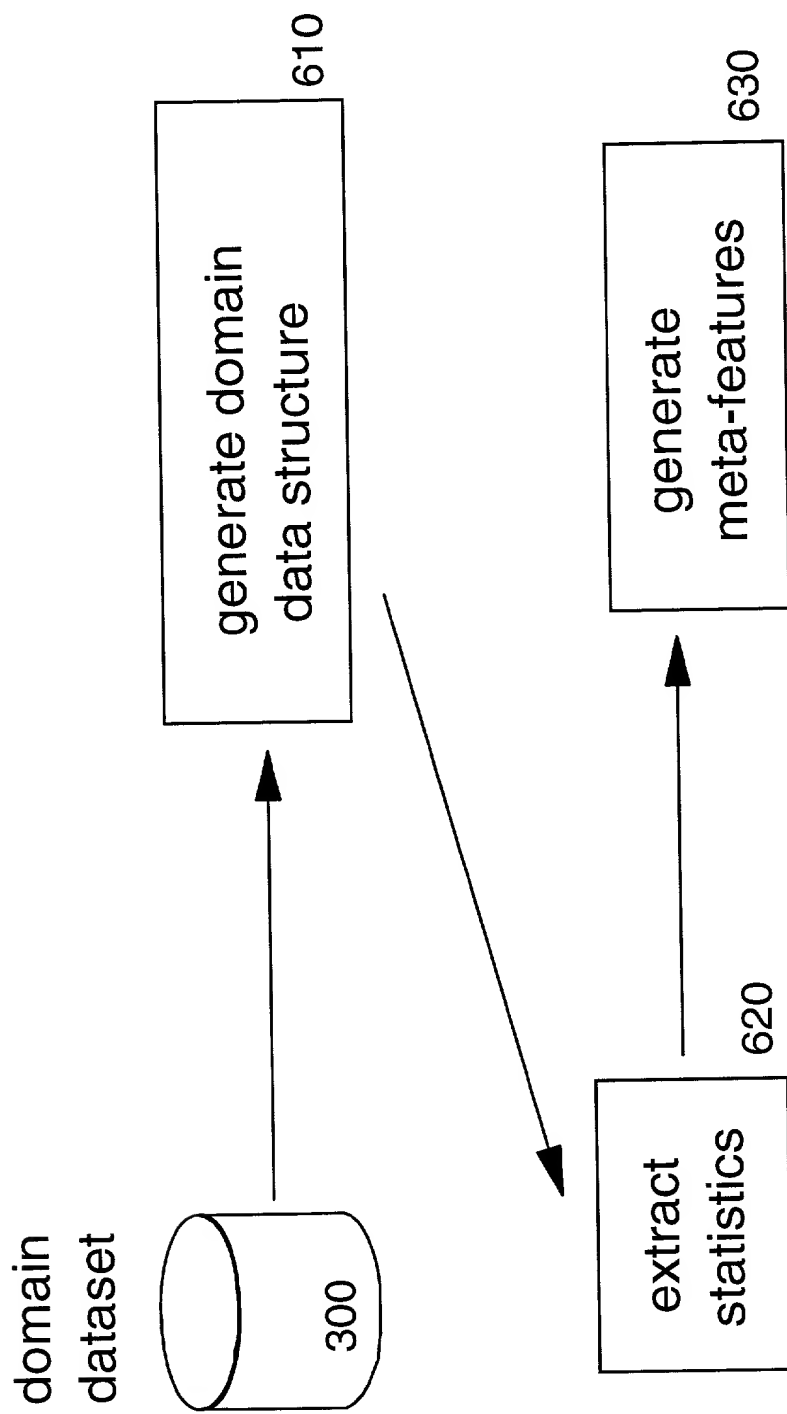 domain
dataset
300
generate domain
data structure
610
extract
statistics
620
generate
meta-features
630